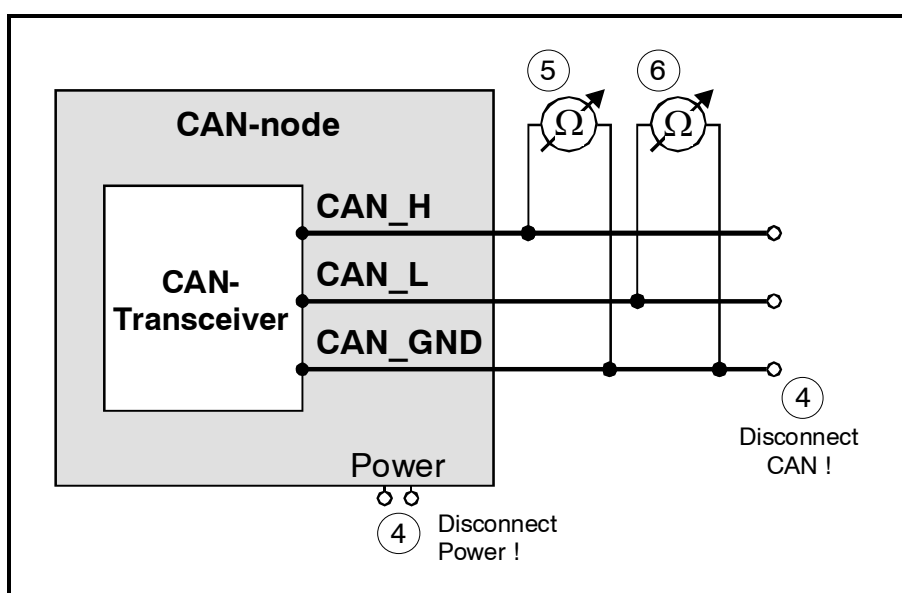 5
6
CAN-node
Ω
Ω
CAN_H
CAN_L
CAN-
Transceiver
CAN_GND
4
Disconnect
CAN !
Power
4
Disconnect
Power !